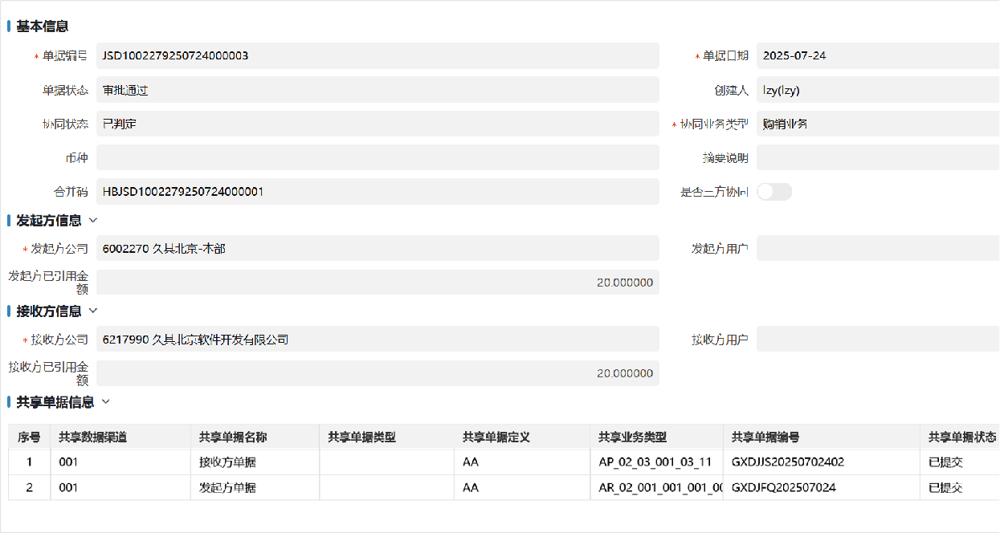 基本信息
* 单据编号 JSD1002279250724000003 * 单据日期 2025-07-24
单据状态 审批通过 创建人 lzy(lzy)
协同状态 已判定 * 协同业务类型 购销业务
币种 摘要说明
合并码 HBJSD1002279250724000001 是否三方协同
发起方信息
* 发起方公司 6002270 久其北京-本部 发起方用户
发起方已引用金
额 20.000000
接收方信息
* 接收方公司 6217990 久其北京软件开发有限公司 接收方用户
接收方已引用金
额 20.000000
共享单据信息
序号 共享数据渠道 共享单据名称 共享单据类型 共享单据定义 共享业务类型 共享单据编号 共享单据状态
1 001 接收方单据 AA AP_02_03_001_03_11 GXDJJS20250702402 已提交
2 001 发起方单据 AA AR_02_001_001_001_00 GXDJFQ202507024 已提交